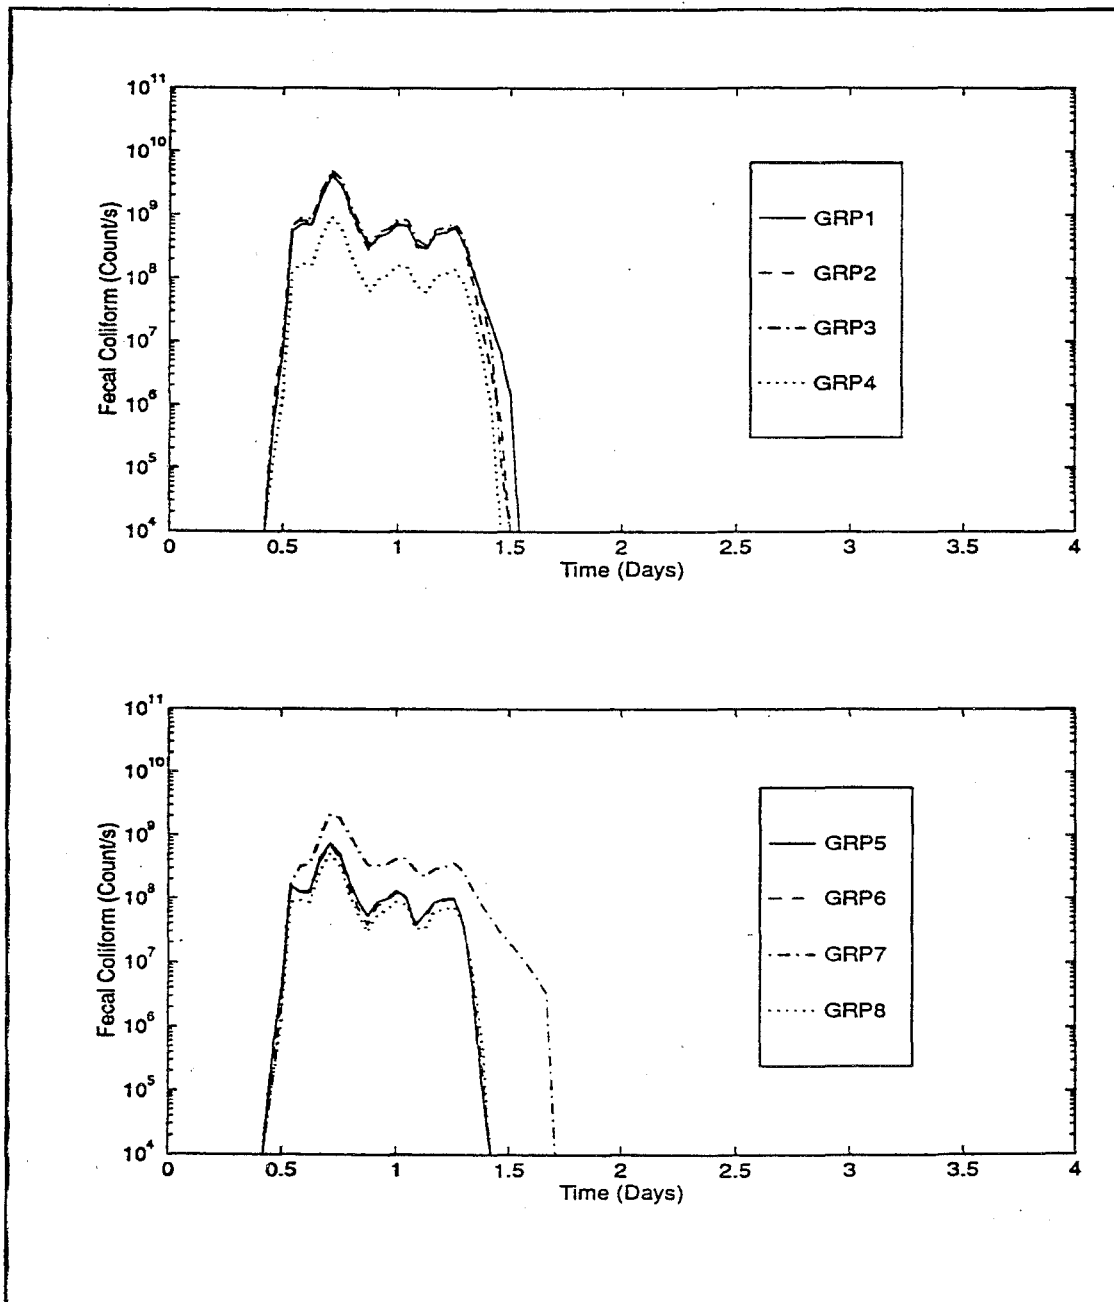 10^11
10^10
10^9
10^8
10^7
10^6
10^5
10^4
Fecal Coliform (Count/s)
0 0.5 1 1.5 2 2.5 3 3.5 4
Time (Days)
GRP1
GRP2
GRP3
GRP4
10^11
10^10
10^9
10^8
10^7
10^6
10^5
10^4
Fecal Coliform (Count/s)
0 0.5 1 1.5 2 2.5 3 3.5 4
Time (Days)
GRP5
GRP6
GRP7
GRP8